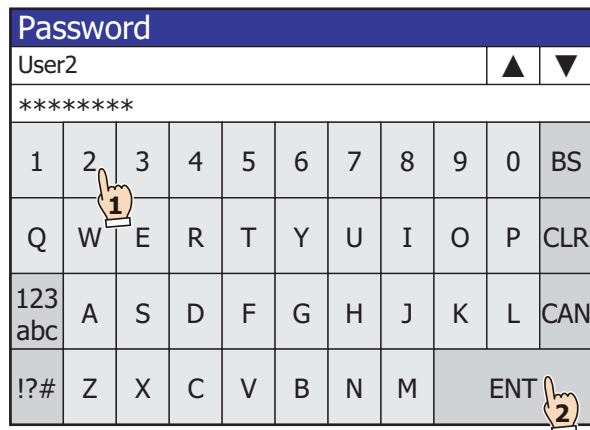 Password
User2 ▲ ▼
********
1 2 3 4 5 6 7 8 9 0 BS
1
Q W E R T Y U I O P CLR
123 abc A S D F G H J K L CAN
!?# Z X C V B N M ENT
2